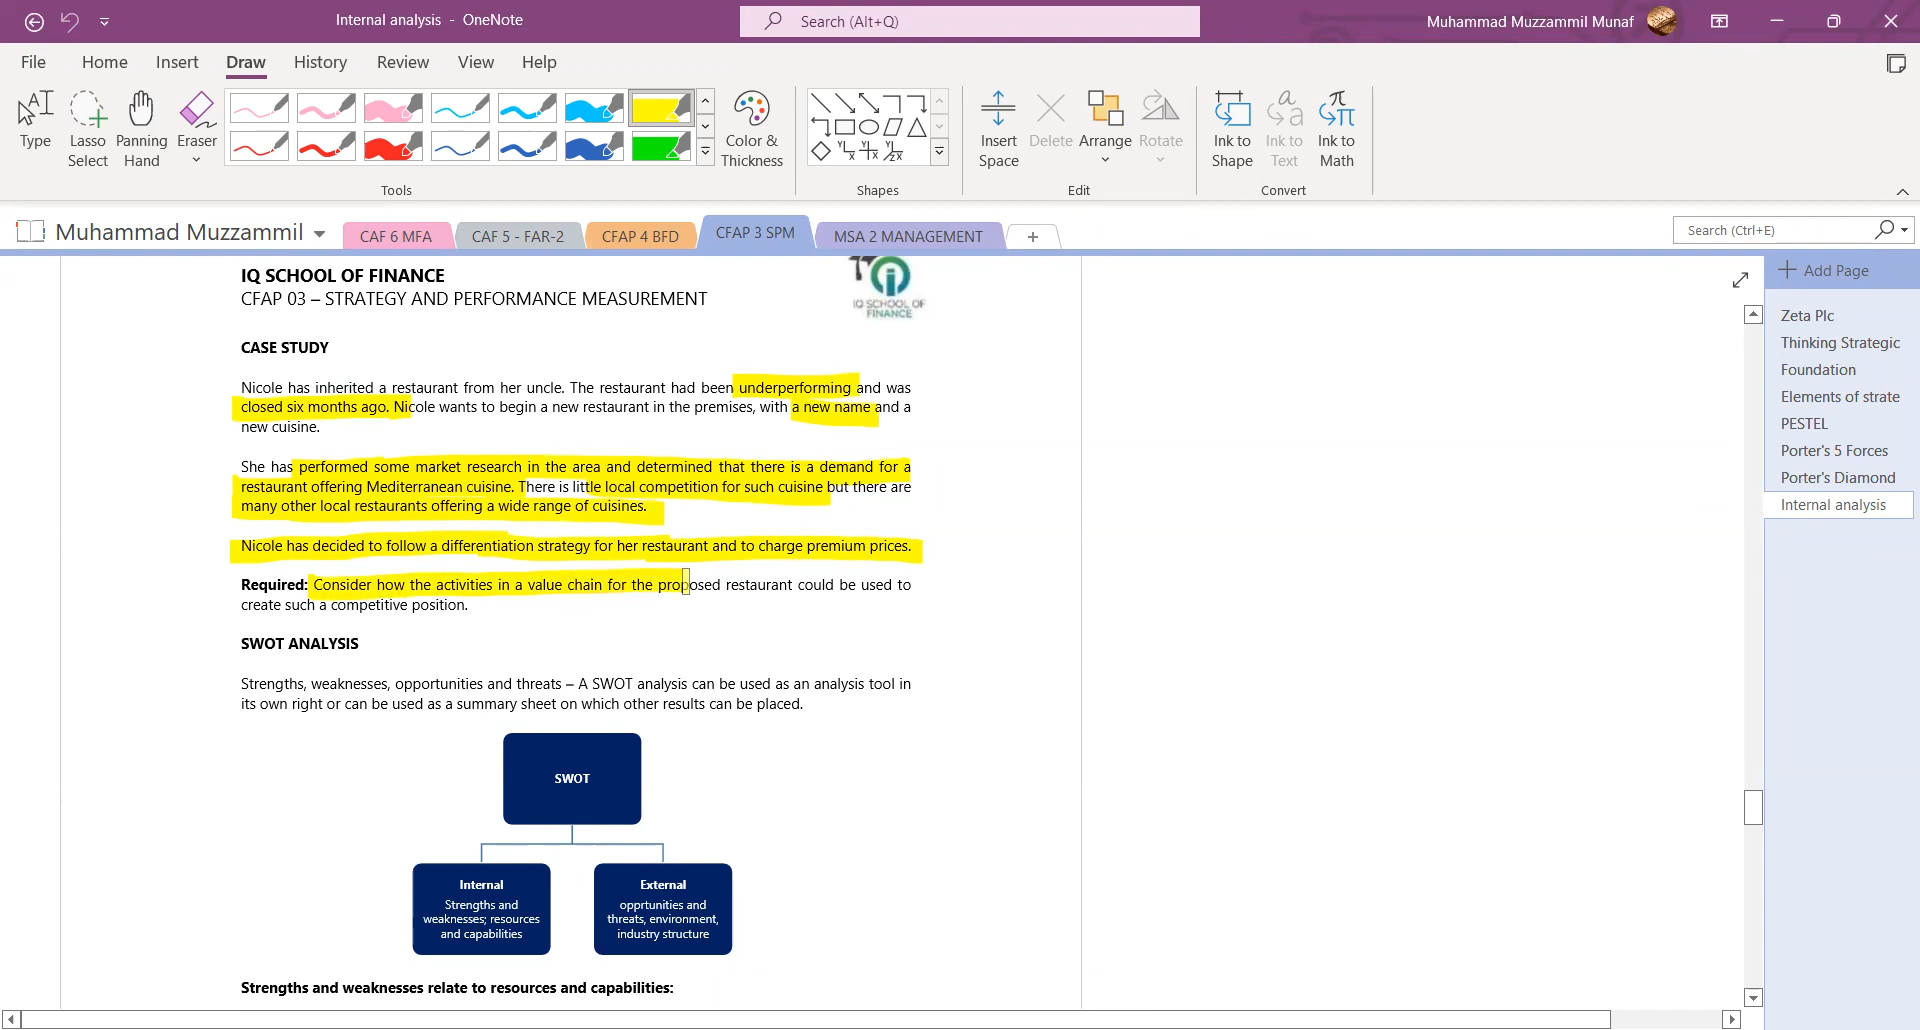 Internal analysis - OneNote
Search (Alt+Q)
Muhammad Muzzammil Munaf
File Home Insert Draw History Review View Help
Type
Lasso Select
Panning Hand
Eraser
Color & Thickness
Insert Space
Delete
Arrange
Rotate
Ink to Shape
Ink to Text
Ink to Math
Tools
Shapes
Edit
Convert
Muhammad Muzzammil
CAF 6 MFA
CAF 5 - FAR-2
CFAP 4 BFD
CFAP 3 SPM
MSA 2 MANAGEMENT
Search (Ctrl+E)
Add Page
Zeta Plc
Thinking Strategic
Foundation
Elements of strate
PESTEL
Porter's 5 Forces
Porter's Diamond
Internal analysis
IQ SCHOOL OF FINANCE
CFAP 03 – STRATEGY AND PERFORMANCE MEASUREMENT
IQ SCHOOL OF
FINANCE
CASE STUDY
Nicole has inherited a restaurant from her uncle. The restaurant had been underperforming and was
closed six months ago. Nicole wants to begin a new restaurant in the premises, with a new name and a
new cuisine.
She has performed some market research in the area and determined that there is a demand for a
restaurant offering Mediterranean cuisine. There is little local competition for such cuisine but there are
many other local restaurants offering a wide range of cuisines.
Nicole has decided to follow a differentiation strategy for her restaurant and to charge premium prices.
Required: Consider how the activities in a value chain for the proposed restaurant could be used to
create such a competitive position.
SWOT ANALYSIS
Strengths, weaknesses, opportunities and threats – A SWOT analysis can be used as an analysis tool in
its own right or can be used as a summary sheet on which other results can be placed.
SWOT
Internal
Strengths and
weaknesses; resources
and capabilities
External
opprtunities and
threats, environment,
industry structure
Strengths and weaknesses relate to resources and capabilities: